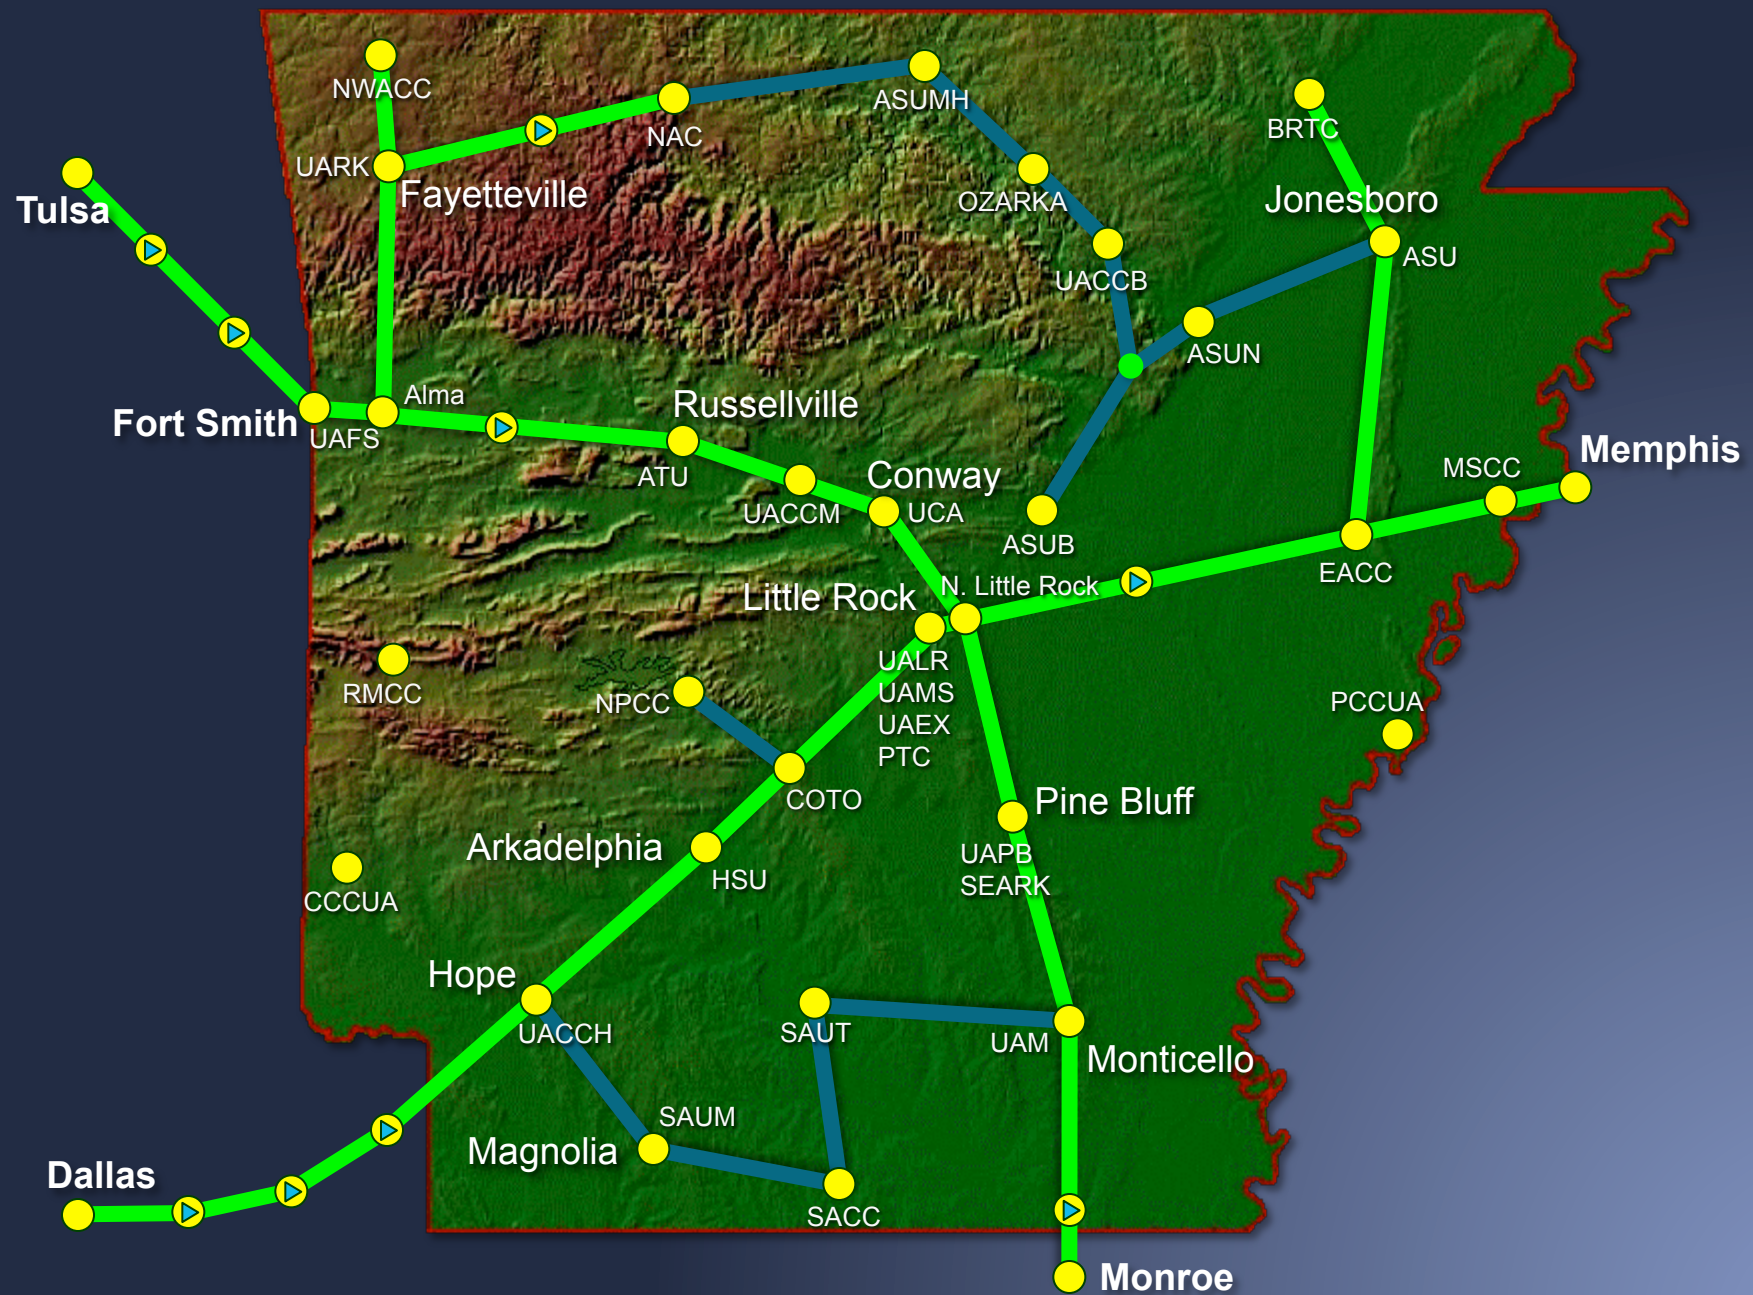 NWACC
ASUMH
BRTC
NAC
UARK
Fayetteville
Tulsa
OZARKA
Jonesboro
ASU
UACCB
ASUN
Alma
Russellville
Fort Smith
UAFS
ATU
Conway
UACCM
UCA
ASUB
MSCC
Memphis
EACC
N. Little Rock
Little Rock
UALR
UAMS
UAEX
PTC
RMCC
NPCC
PCCUA
COTO
Pine Bluff
UAPB
SEARK
Arkadelphia
HSU
CCCUA
Hope
UACCH
SAUT
UAM
Monticello
SAUM
Magnolia
SACC
Dallas
Monroe